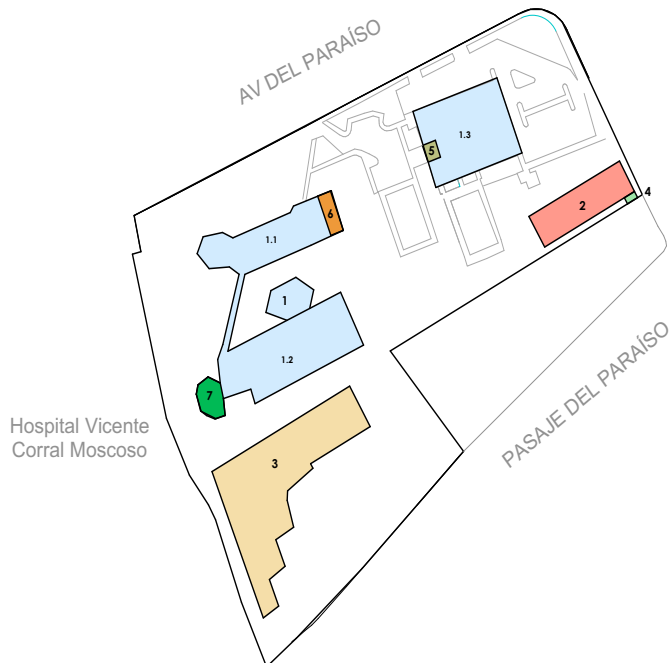 AV DEL PARAÍSO
1.3
5
4
2
6
1.1
1
1.2
7
Hospital Vicente
Corral Moscoso
PASAJE DEL PARAÍSO
3